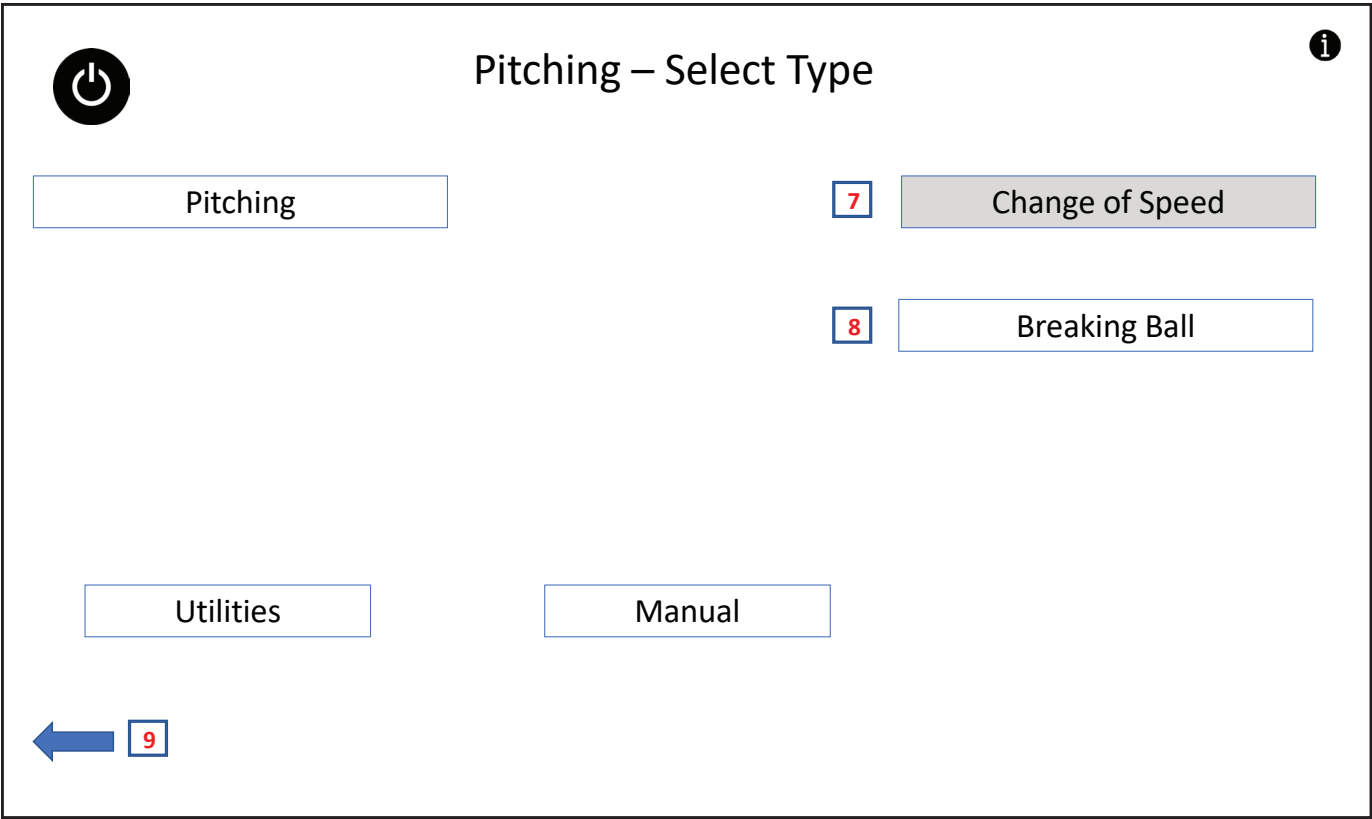 Pitching – Select Type
Pitching
7 Change of Speed
8 Breaking Ball
Utilities Manual
9